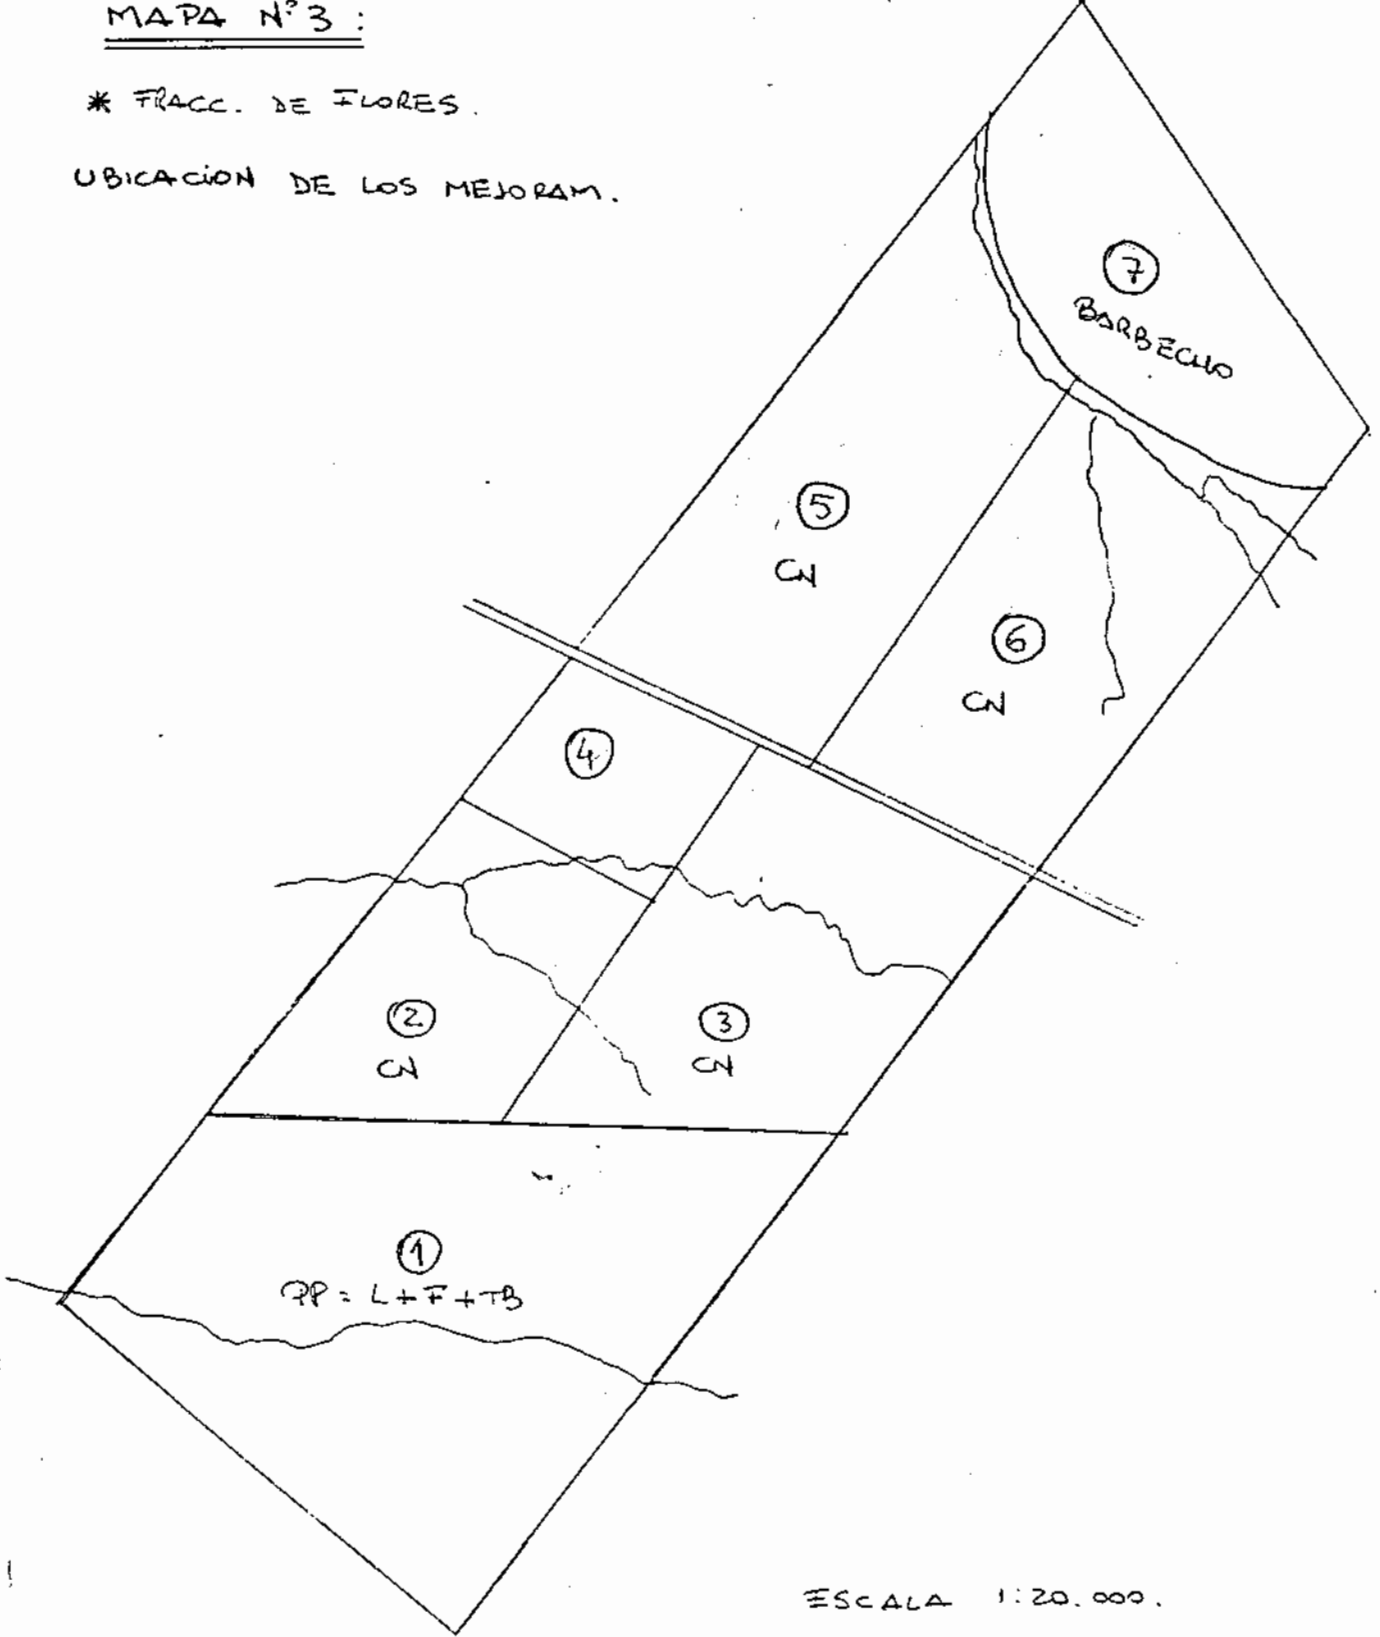 MAPA Nº 3 :
* FRACC. DE FLORES.
UBICACION DE LOS MEJORAM.
7
BARBECHO
5
CN
6
CN
4
2
CN
3
CN
1
PP = L + F + TB
ESCALA 1:20.000.